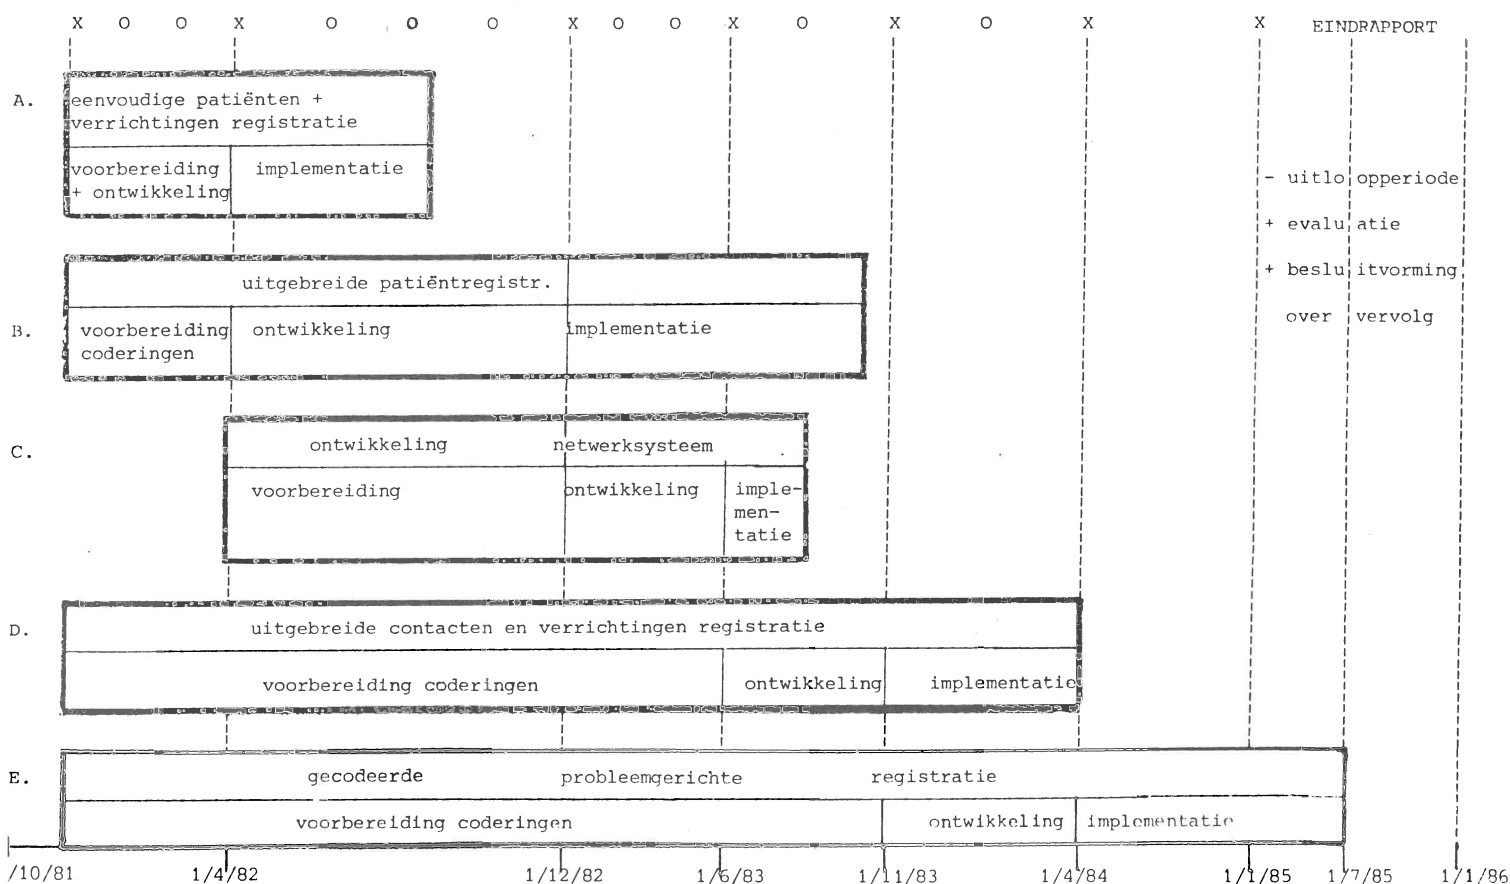 X O O X O O O X O O X O X O X X EINDRAPPORT
A.
eenvoudige patiënten +
verrichtingen registratie
voorbereiding
+ ontwikkeling
implementatie
- uitloopperiode
+ evaluatie
+ besluitvorming
over vervolg
B.
uitgebreide patiëntregistr.
voorbereiding
coderingen
ontwikkeling
implementatie
C.
ontwikkeling netwerksysteem
voorbereiding
ontwikkeling
imple-
men-
tatie
D.
uitgebreide contacten en verrichtingen registratie
voorbereiding coderingen
ontwikkeling
implementatie
E.
gecodeerde probleemgerichte registratie
voorbereiding coderingen
ontwikkeling
implementatie
/10/81 1/4/82 1/12/82 1/6/83 1/11/83 1/4/84 1/1/85 1/7/85 1/1/86